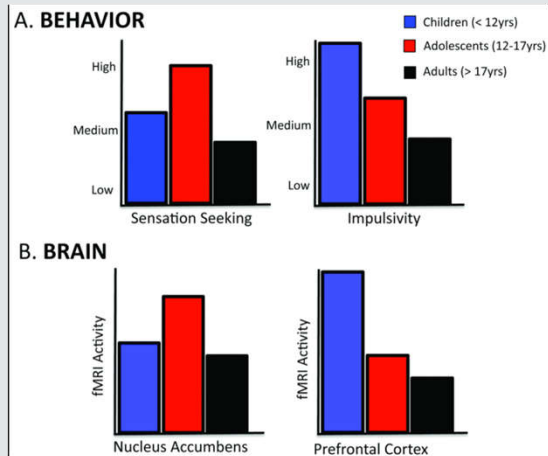 A. BEHAVIOR
Children (< 12yrs)
Adolescents (12-17yrs)
Adults (> 17yrs)
High
Medium
Low
Sensation Seeking
High
Medium
Low
Impulsivity
B. BRAIN
fMRI Activity
Nucleus Accumbens
fMRI Activity
Prefrontal Cortex